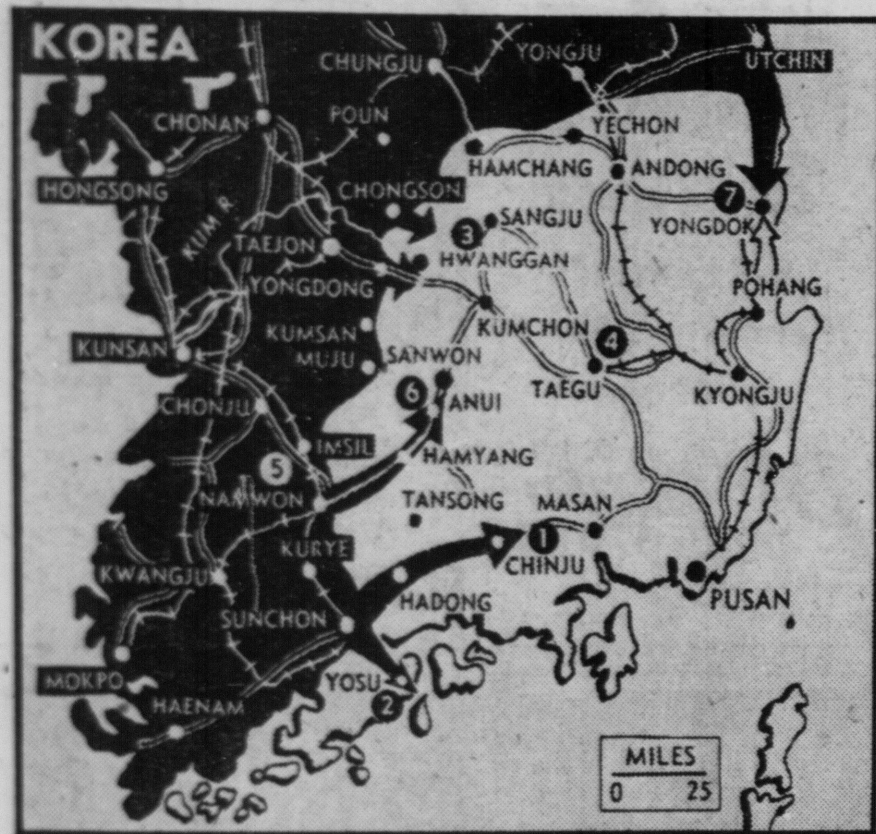 KOREA
CHUNGJU
YONGJU
UTCHIN
CHONAN
POUN
YECHON
HAMCHANG
ANDONG
HONGSONG
CHONGSON
SANGJU
7
KUM R.
3
YONGDOK
TAEJON
HWANGGAN
YONGDONG
POHANG
KUMCHON
KUMSAN
KUNSAN
MUJU
SANWON
4
TAEGU
KYONGJU
CHONJU
6
ANUI
IMSIL
HAMYANG
5
NAMWON
TANSONG
MASAN
1
KURYE
CHINJU
KWANGJU
HADONG
PUSAN
SUNCHON
MOKPO
YOSU
2
HAENAM
MILES
0 25